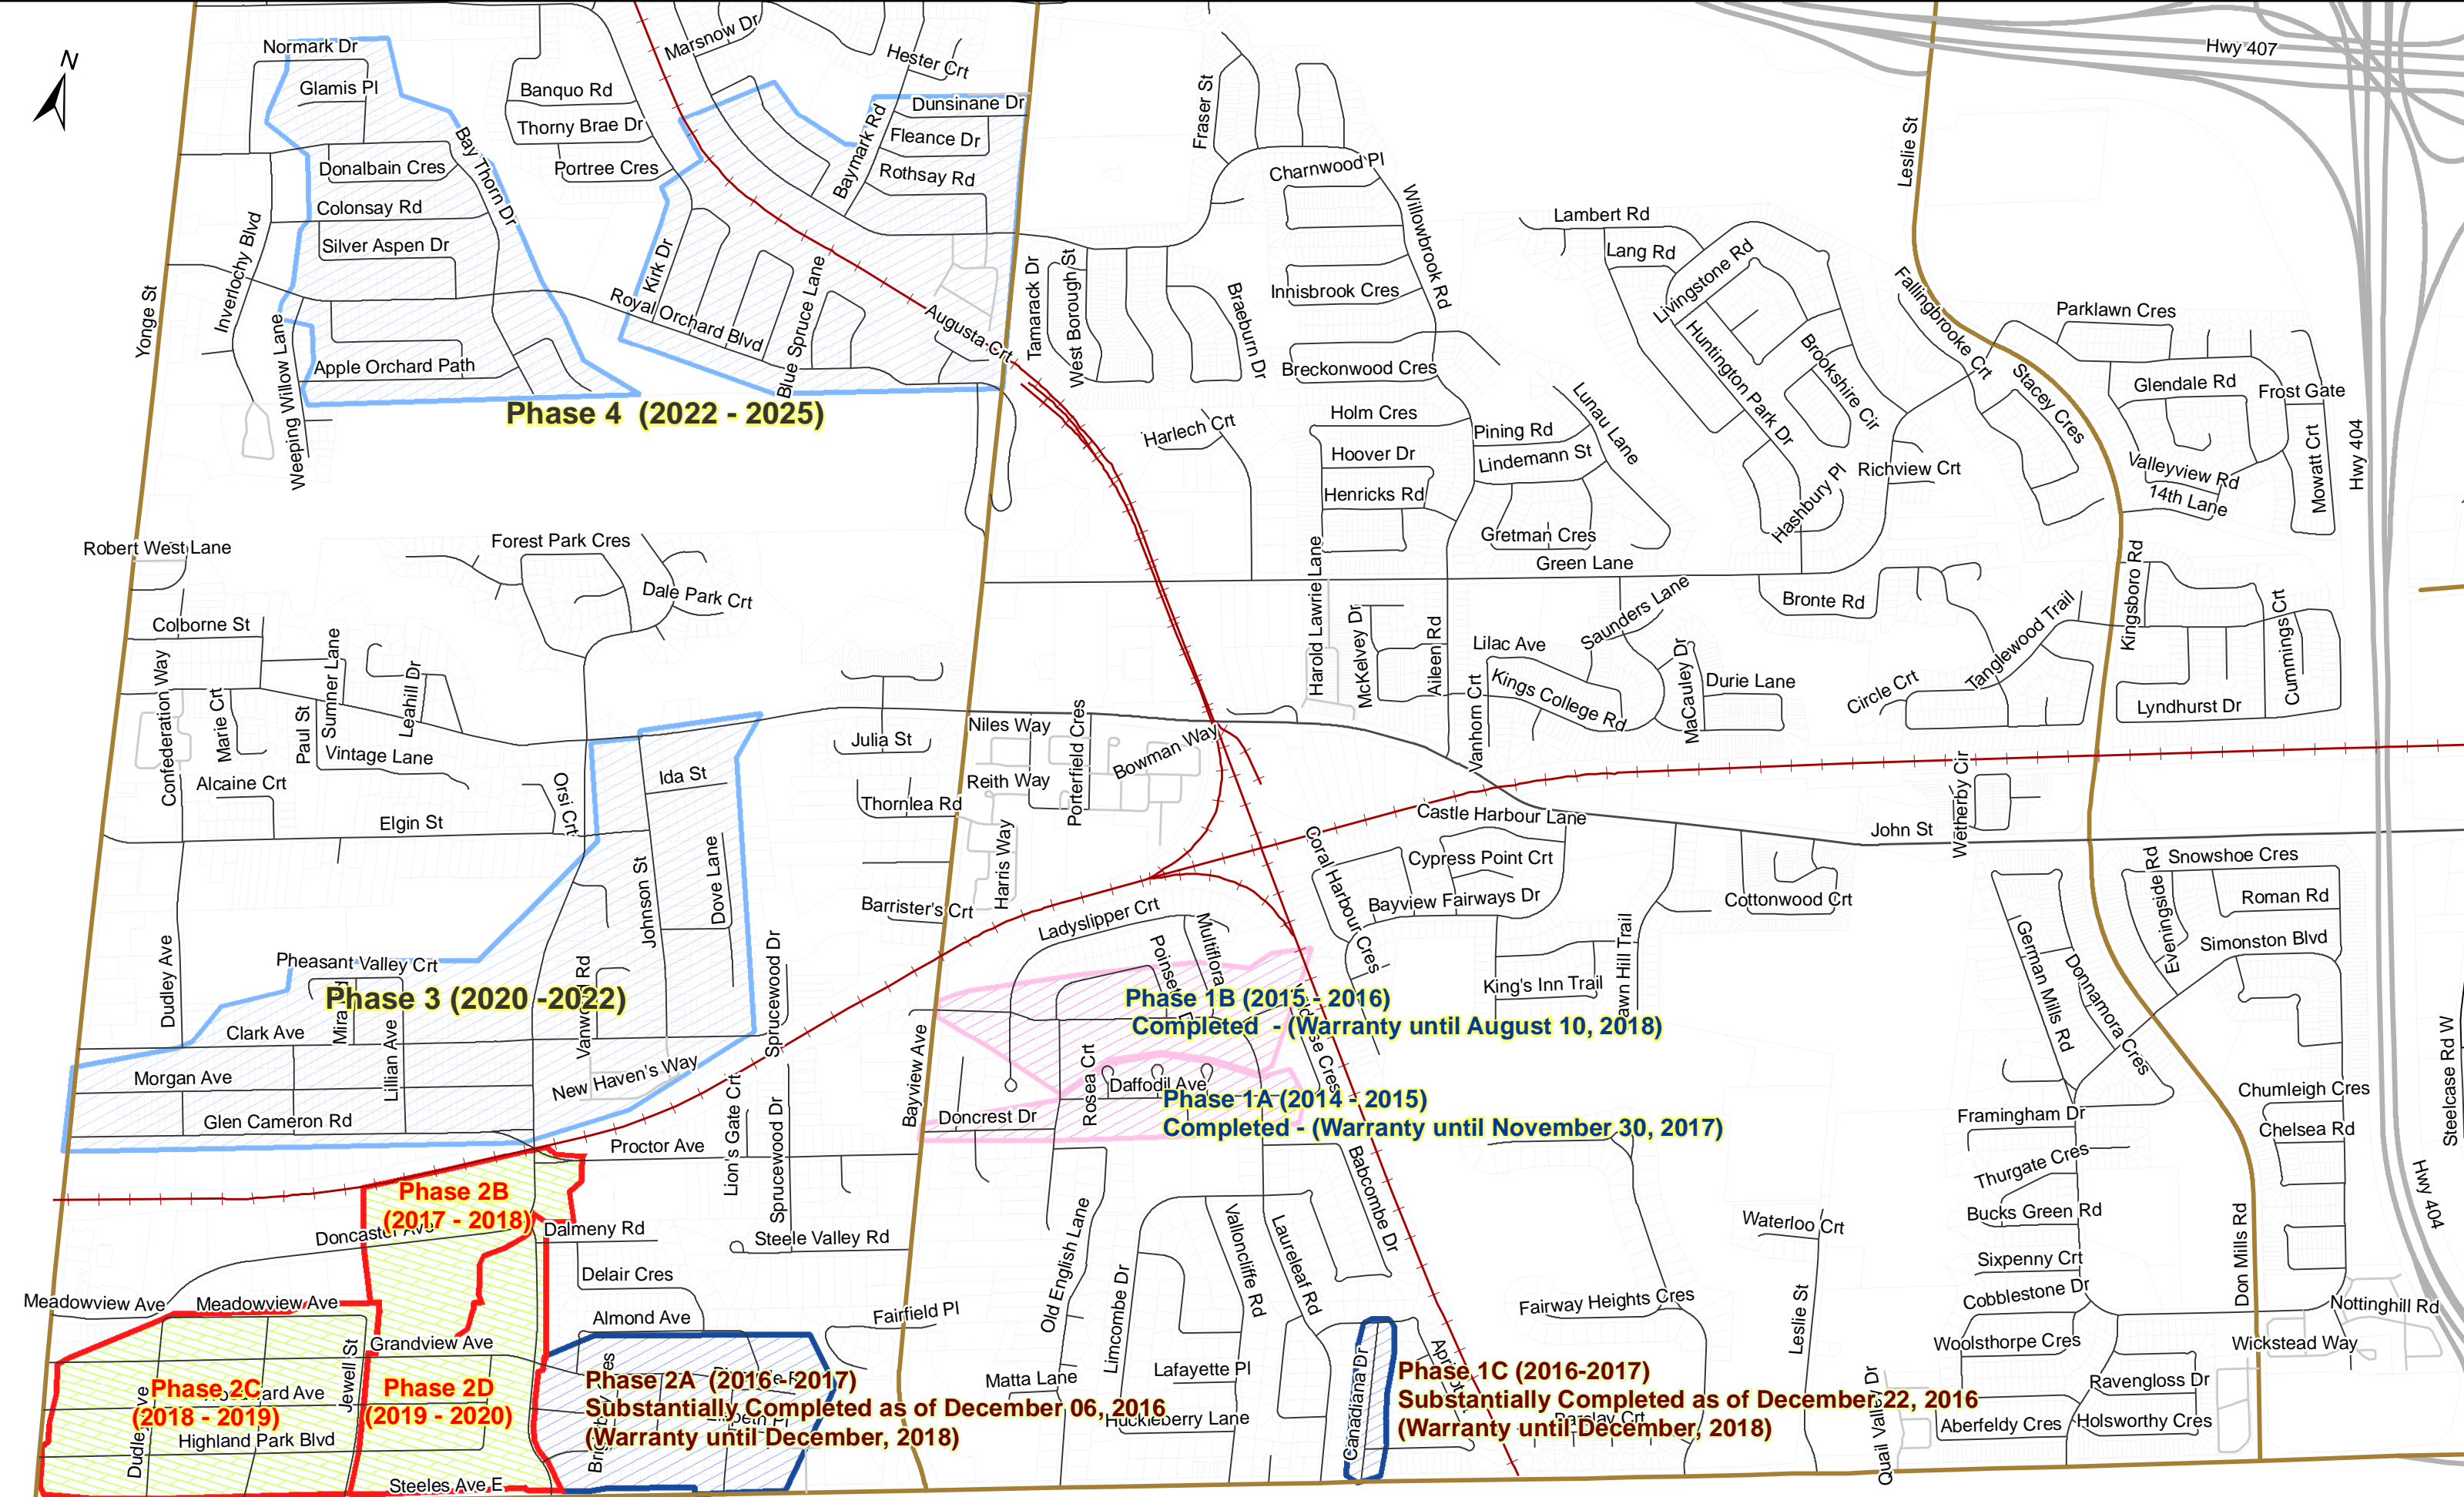 N
Normark Dr
Glamis Pl
Banquo Rd
Thorny Brae Dr
Portree Cres
Marsnow Dr
Hester Crt
Dunsinane Dr
Fleance Dr
Baymark Rd
Rothsay Rd
Hwy 407
Fraser St
Leslie St
Bay Thorn Dr
Donalbain Cres
Colonsay Rd
Silver Aspen Dr
Inverlochy Blvd
Charnwood Pl
Willowbrook Rd
Lambert Rd
Lang Rd
Livingstone Rd
Kirk Dr
Royal Orchard Blvd
Blue Spruce Lane
Augusta Crt
Tamarack Dr
West Borough St
Braeburn Dr
Innisbrook Cres
Breckonwood Cres
Yonge St
Weeping Willow Lane
Apple Orchard Path
Huntington Park Dr
Brookshire Cir
Fallingbrooke Crt
Stacey Cres
Parklawn Cres
Glendale Rd
Frost Gate
Phase 4 (2022 - 2025)
Harlech Crt
Holm Cres
Hoover Dr
Henricks Rd
Pining Rd
Lindemann St
Lunau Lane
Gretman Cres
Hashbury Pl
Richview Crt
Valleyview Rd
14th Lane
Mowatt Crt
Hwy 404
Green Lane
Robert West Lane
Forest Park Cres
Dale Park Crt
Colborne St
Confederation Way
Marie Crt
Paul St
Summer Lane
Leahill Dr
Vintage Lane
Alcaine Crt
Orsi Crt
Elgin St
Ida St
Julia St
Thornlea Rd
Niles Way
Reith Way
Porterfield Cres
Bowman Way
Harris Way
Harold Lawrie Lane
McKelvey Dr
Aileen Rd
Lilac Ave
Saunders Lane
Kings College Rd
Vanhorn Crt
MaCauley Dr
Durie Lane
Bronte Rd
Circle Crt
Tanglewood Trail
Kingsboro Rd
Cummings Crt
Lyndhurst Dr
Castle Harbour Lane
Cypress Point Crt
Bayview Fairways Dr
Coral Harbour Cres
John St
Wetherby Cir
Cottonwood Crt
King's Inn Trail
Snowshoe Cres
Roman Rd
Simonston Blvd
Eveningside Rd
German Mills Rd
Donnamora Cres
Dudley Ave
Johnson St
Dove Lane
Barrister's Crt
Ladyslipper Crt
Multiflora
Pheasant Valley Crt
Phase 3 (2020 -2022)
Clark Ave
Lillian Ave
Sprucewood Dr
Morgan Ave
New Haven's Way
Glen Cameron Rd
Bayview Ave
Phase 1B (2015 - 2016)
Completed - (Warranty until August 10, 2018)
Rosea Crt
Daffodil Ave
Doncrest Dr
Phase 1A (2014 - 2015)
Completed - (Warranty until November 30, 2017)
Chumleigh Cres
Chelsea Rd
Framingham Dr
Thurgate Cres
Bucks Green Rd
Sixpenny Crt
Cobblestone Dr
Woolsthorpe Cres
Steelcase Rd W
Hwy 404
Proctor Ave
Lion's Gate Crt
Sprucewood Dr
Phase 2B
(2017 - 2018)
Doncaster Ave
Dalmeny Rd
Steele Valley Rd
Delair Cres
Almond Ave
Fairfield Pl
Old English Lane
Limcombe Dr
Valloncliffe Rd
Laureleaf Rd
Babcombe Dr
Waterloo Crt
Leslie St
Fairway Heights Cres
Don Mills Rd
Nottinghill Rd
Wickstead Way
Meadowview Ave
Meadowview Ave
Grandview Ave
Jewell St
Phase 2C
(2018 - 2019)
Phase 2D
(2019 - 2020)
Highland Park Blvd
Steeles Ave E
Phase 2A (2016 - 2017)
Substantially Completed as of December 06, 2016
(Warranty until December, 2018)
Matta Lane
Lafayette Pl
Huckleberry Lane
Canadiana Dr
Phase 1C (2016-2017)
Substantially Completed as of December 22, 2016
(Warranty until December, 2018)
Quail Valley Dr
Ravengloss Dr
Aberfeldy Cres
Holsworthy Cres